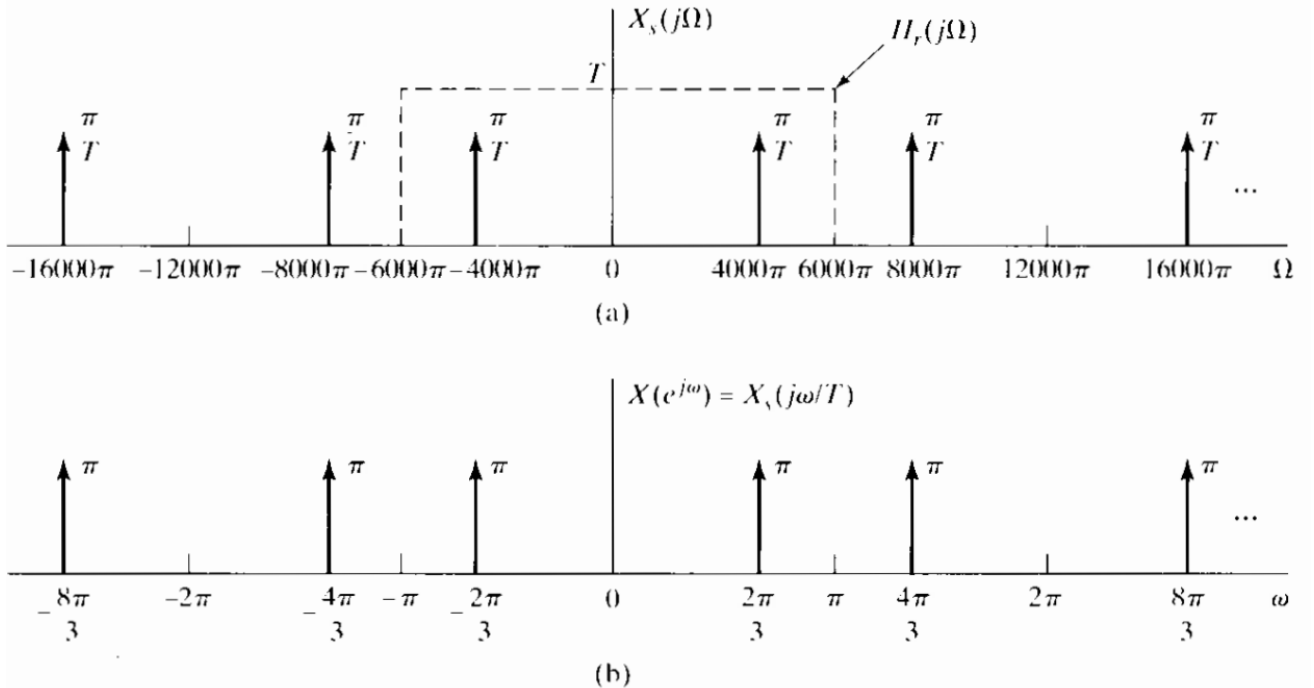 X_s(jΩ)
H_r(jΩ)
T
π π π π π π
T T T T T T
...
−16000π −12000π −8000π −6000π −4000π 0 4000π 6000π 8000π 12000π 16000π Ω
(a)
X(e^{jω}) = X_s(jω/T)
π π π π π π
...
−8π/3 −2π −4π/3 −π −2π/3 0 2π/3 π 4π/3 2π 8π/3 ω
(b)